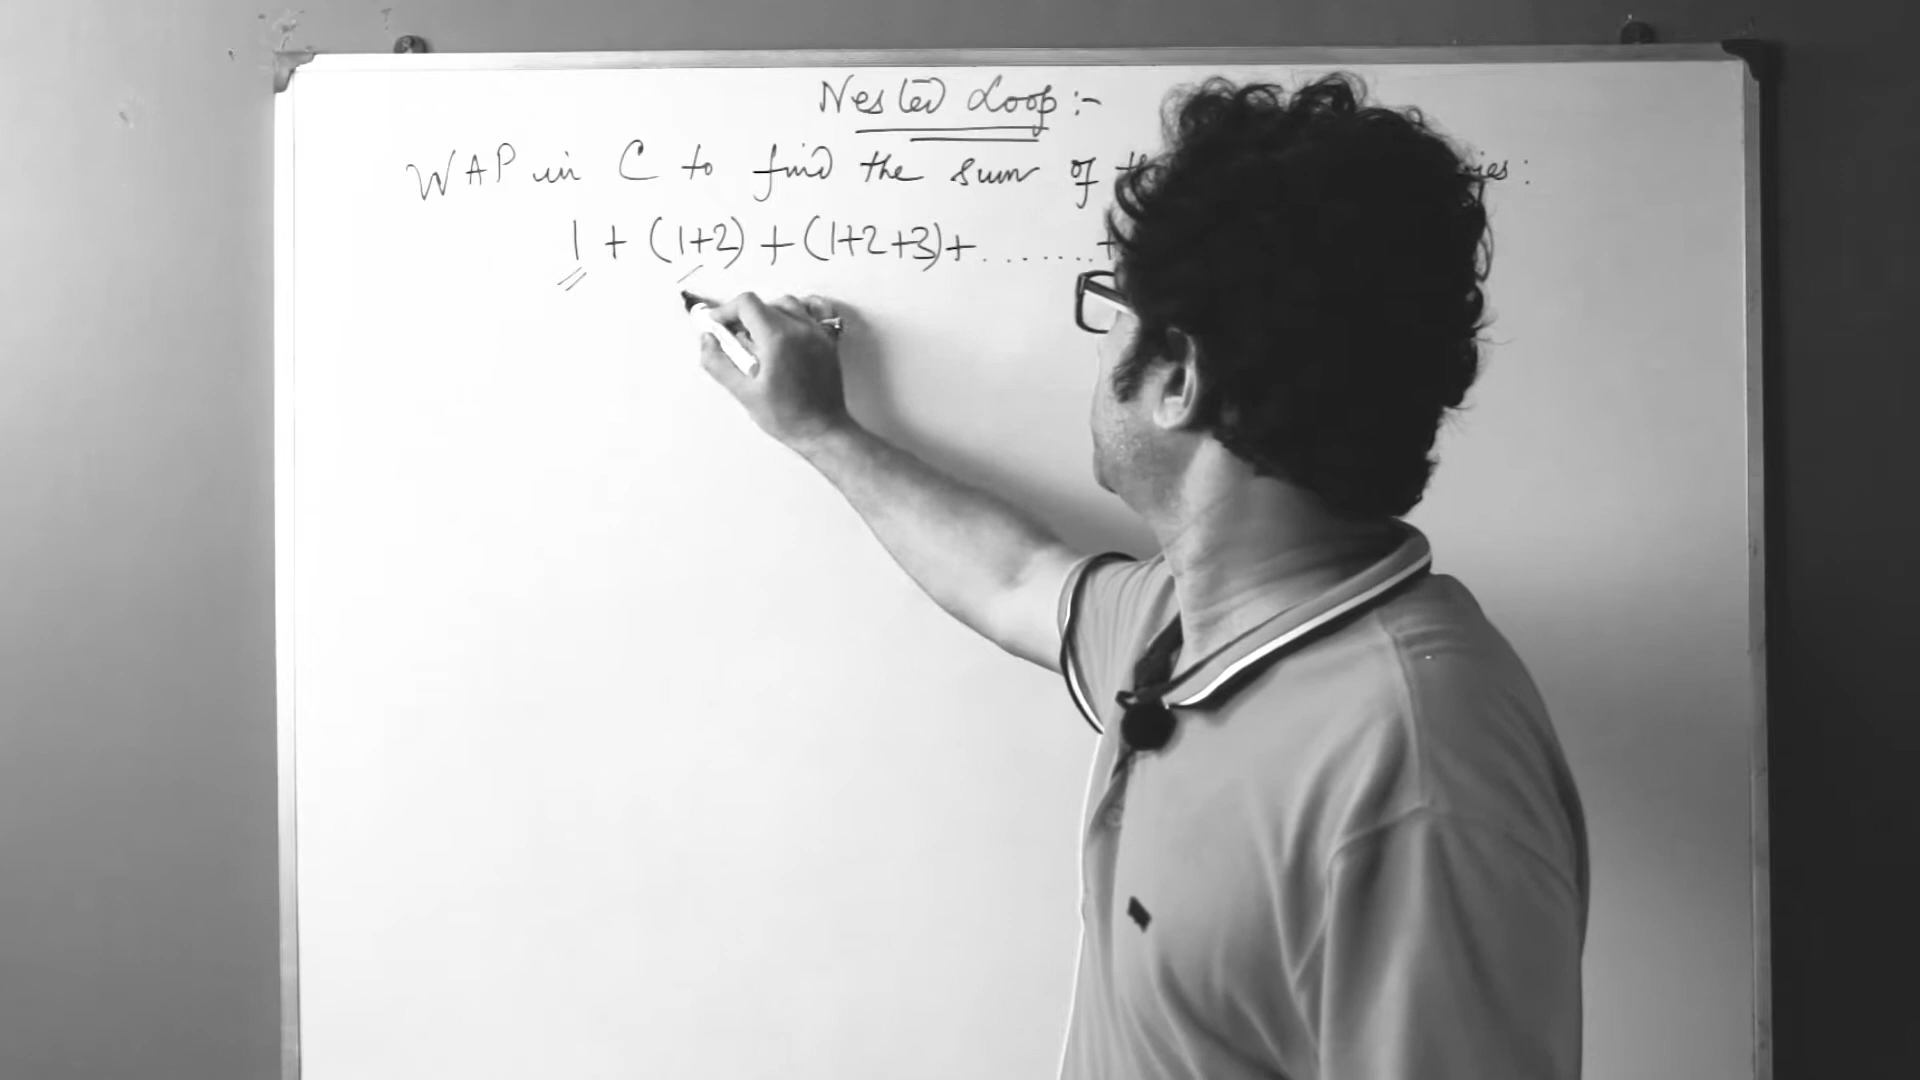 Nested Loop :-
WAP in C to find the sum of
1 + (1+2) + (1+2+3) + ....... +